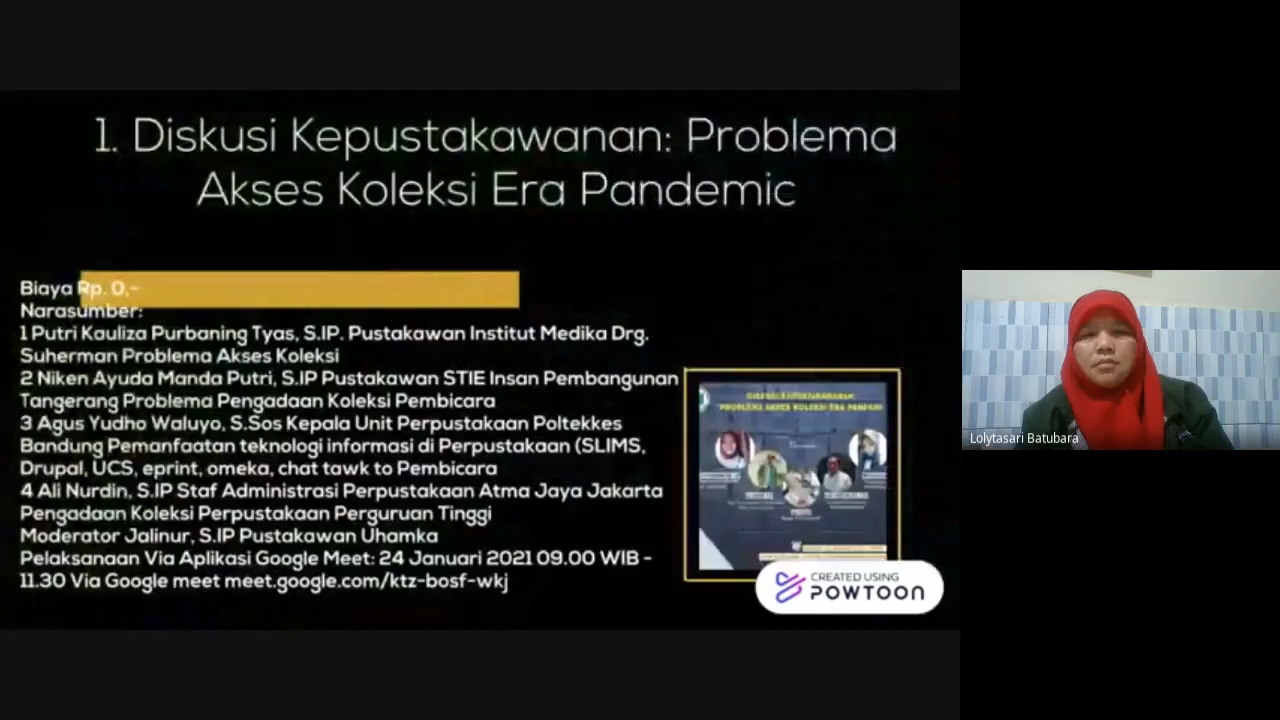 1. Diskusi Kepustakawanan: Problema
Akses Koleksi Era Pandemic
Biaya Rp. 0,-
Narasumber:
1 Putri Kauliza Purbaning Tyas, S.IP. Pustakawan Institut Medika Drg.
Suherman Problema Akses Koleksi
2 Niken Ayuda Manda Putri, S.IP Pustakawan STIE Insan Pembangunan
Tangerang Problema Pengadaan Koleksi Pembicara
3 Agus Yudho Waluyo, S.Sos Kepala Unit Perpustakaan Poltekkes
Bandung Pemanfaatan teknologi informasi di Perpustakaan (SLIMS,
Drupal, UCS, eprint, omeka, chat tawk to Pembicara
4 Ali Nurdin, S.IP Staf Administrasi Perpustakaan Atma Jaya Jakarta
Pengadaan Koleksi Perpustakaan Perguruan Tinggi
Moderator Jalinur, S.IP Pustakawan Uhamka
Pelaksanaan Via Aplikasi Google Meet: 24 Januari 2021 09.00 WIB -
11.30 Via Google meet meet.google.com/ktz-bosf-wkj
PROBLEMA AKSES KOLEKSI ERA PANDEMI
CREATED USING
POWTOON
Lolytasari Batubara